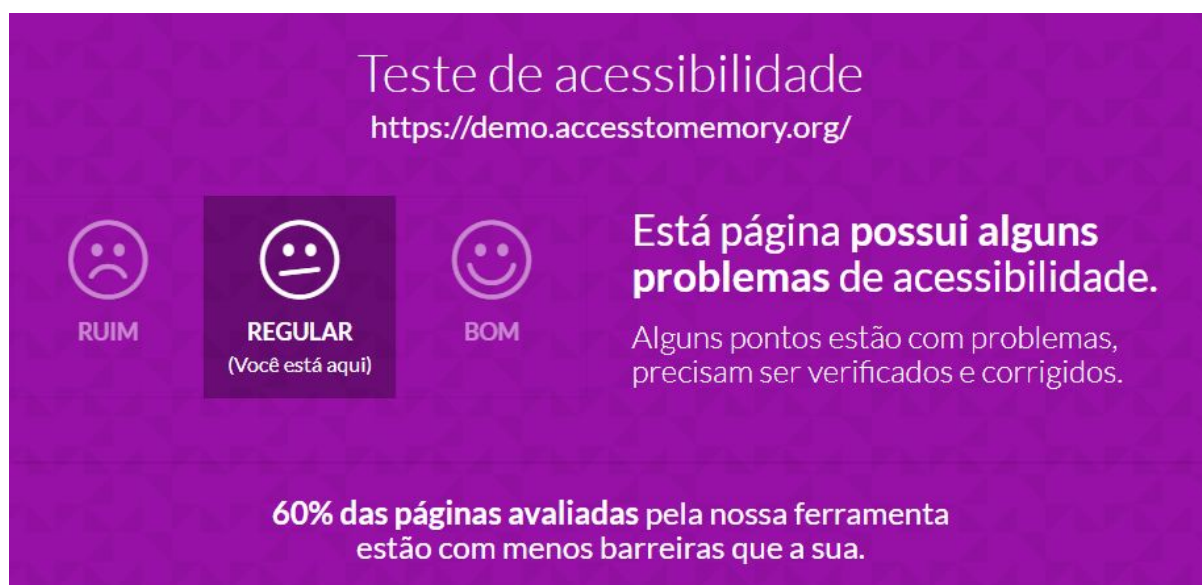 Teste de acessibilidade
https://demo.accesstomemory.org/
RUIM
REGULAR
(Você está aqui)
BOM
Está página possui alguns
problemas de acessibilidade.
Alguns pontos estão com problemas,
precisam ser verificados e corrigidos.
60% das páginas avaliadas pela nossa ferramenta
estão com menos barreiras que a sua.